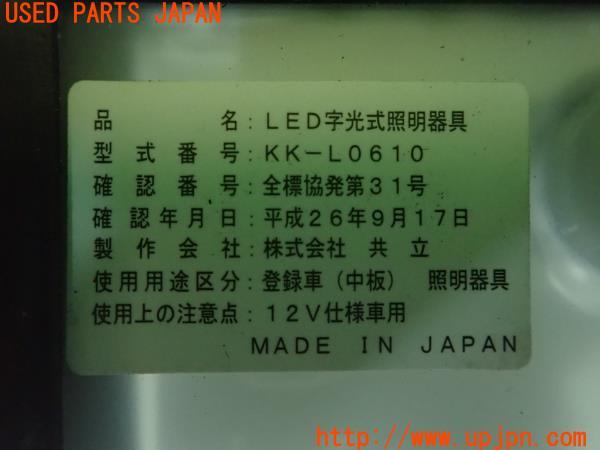 USED PARTS JAPAN
品名：LED字光式照明器具
型式番号：KK－L0610
確認番号：全標協発第31号
確認年月日：平成26年9月17日
製作会社：株式会社 共立
使用用途区分：登録車（中板） 照明器具
使用上の注意点：12V仕様車用
MADE IN JAPAN
http://www.upjpn.com